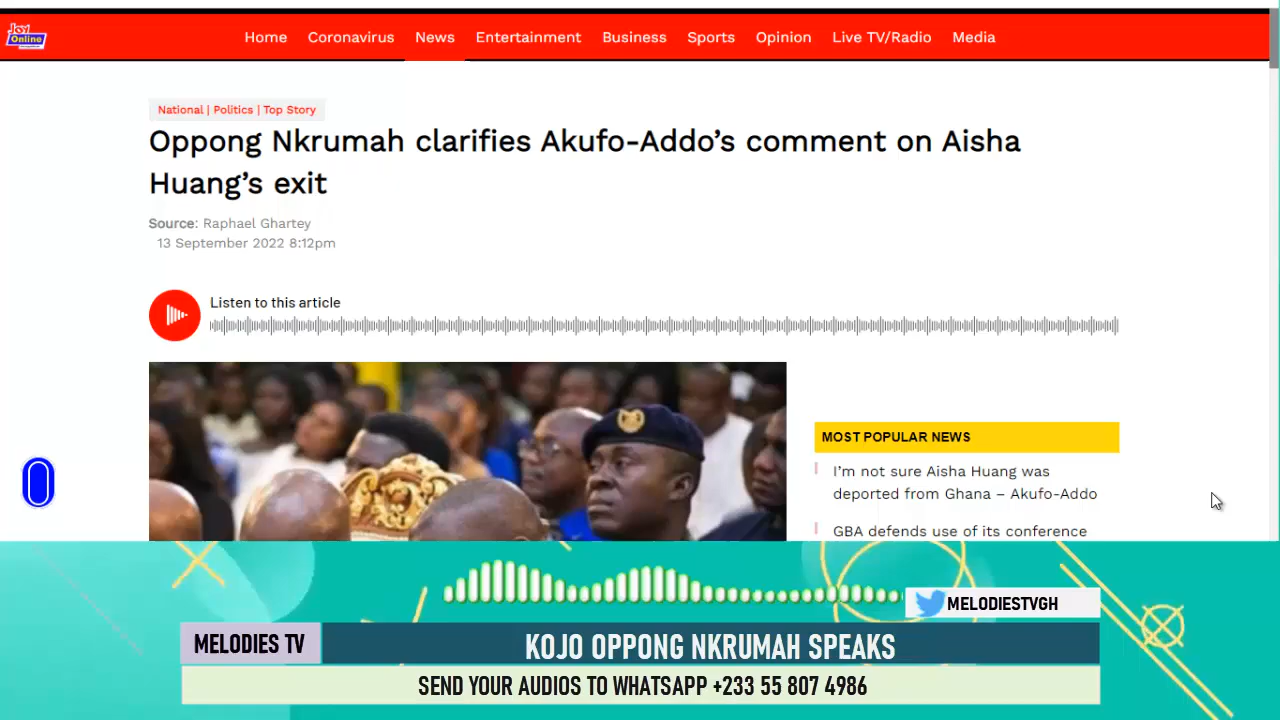 Joy
Online
Home Coronavirus News Entertainment Business Sports Opinion Live TV/Radio Media
National | Politics | Top Story
Oppong Nkrumah clarifies Akufo-Addo's comment on Aisha
Huang's exit
Source: Raphael Ghartey
13 September 2022 8:12pm
Listen to this article
MOST POPULAR NEWS
I'm not sure Aisha Huang was
deported from Ghana – Akufo-Addo
GBA defends use of its conference
MELODIESTVGH
MELODIES TV
KOJO OPPONG NKRUMAH SPEAKS
SEND YOUR AUDIOS TO WHATSAPP +233 55 807 4986